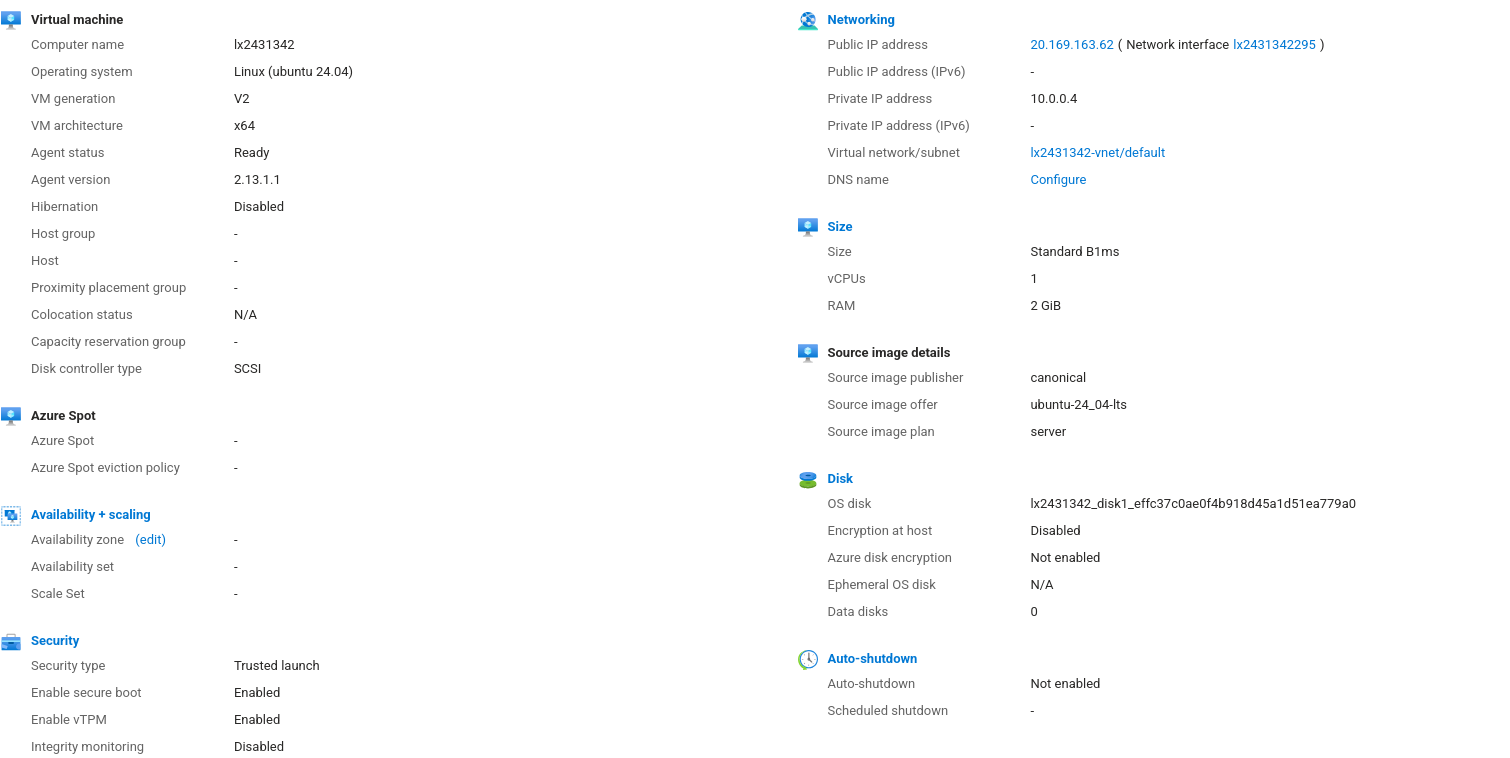 Virtual machine
Computer name lx2431342
Operating system Linux (ubuntu 24.04)
VM generation V2
VM architecture x64
Agent status Ready
Agent version 2.13.1.1
Hibernation Disabled
Host group -
Host -
Proximity placement group -
Colocation status N/A
Capacity reservation group -
Disk controller type SCSI
Azure Spot
Azure Spot -
Azure Spot eviction policy -
Availability + scaling
Availability zone (edit) -
Availability set -
Scale Set -
Security
Security type Trusted launch
Enable secure boot Enabled
Enable vTPM Enabled
Integrity monitoring Disabled
Networking
Public IP address 20.169.163.62 ( Network interface lx2431342295 )
Public IP address (IPv6) -
Private IP address 10.0.0.4
Private IP address (IPv6) -
Virtual network/subnet lx2431342-vnet/default
DNS name Configure
Size
Size Standard B1ms
vCPUs 1
RAM 2 GiB
Source image details
Source image publisher canonical
Source image offer ubuntu-24_04-lts
Source image plan server
Disk
OS disk lx2431342_disk1_effc37c0ae0f4b918d45a1d51ea779a0
Encryption at host Disabled
Azure disk encryption Not enabled
Ephemeral OS disk N/A
Data disks 0
Auto-shutdown
Auto-shutdown Not enabled
Scheduled shutdown -